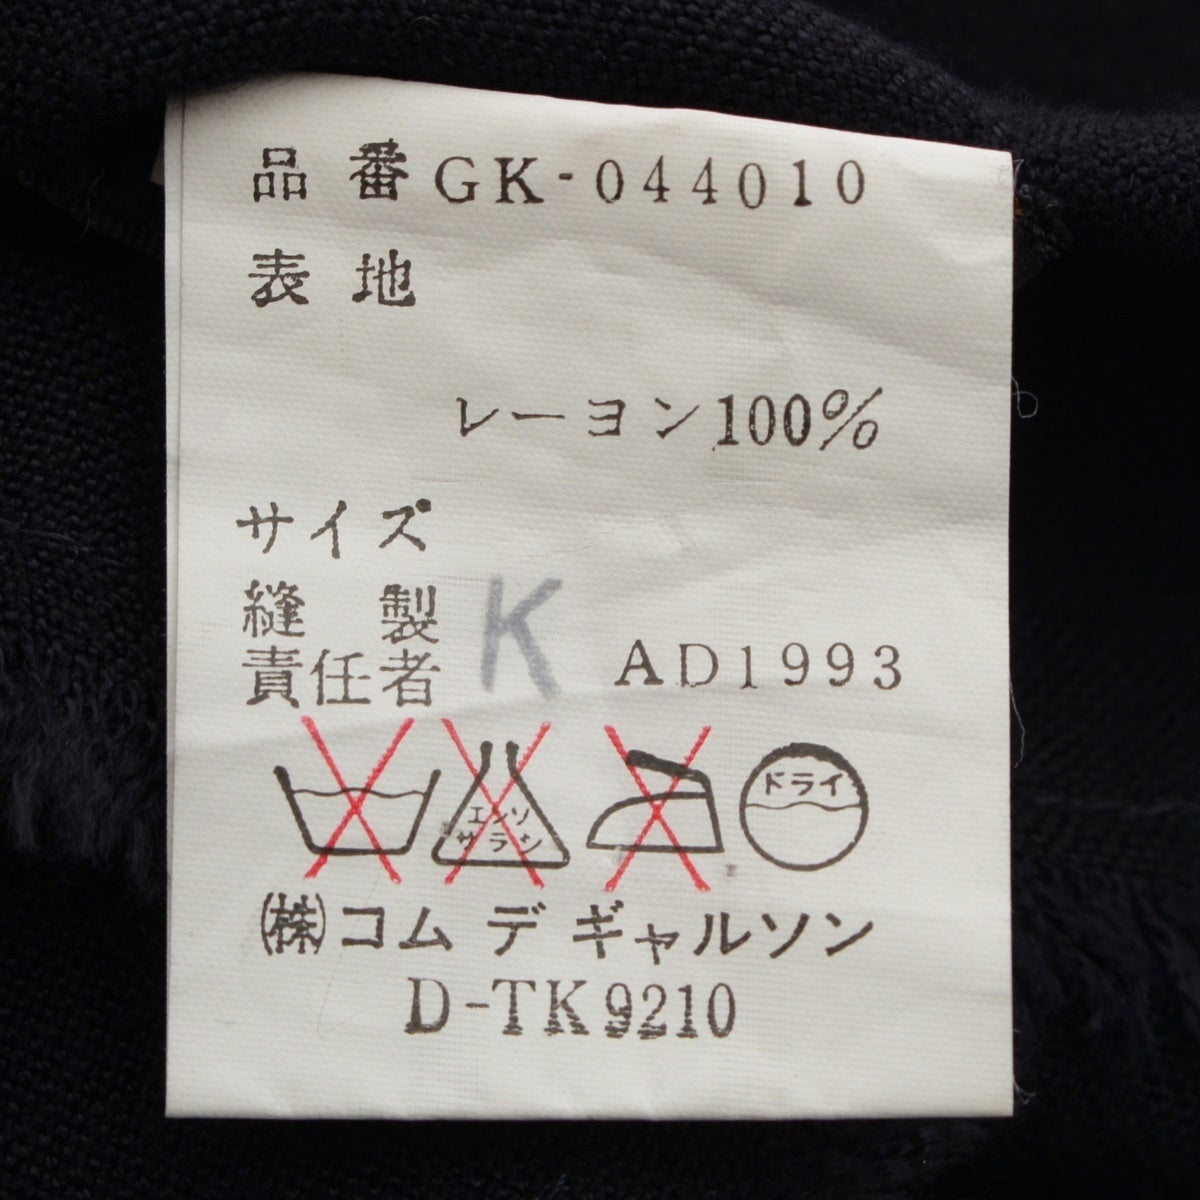 品番 GK-044010
表地
レーヨン100%
サイズ
縫製 K
責任者 AD1993
エンソ
サラシ
ドライ
㈱コム デ ギャルソン
D-TK9210